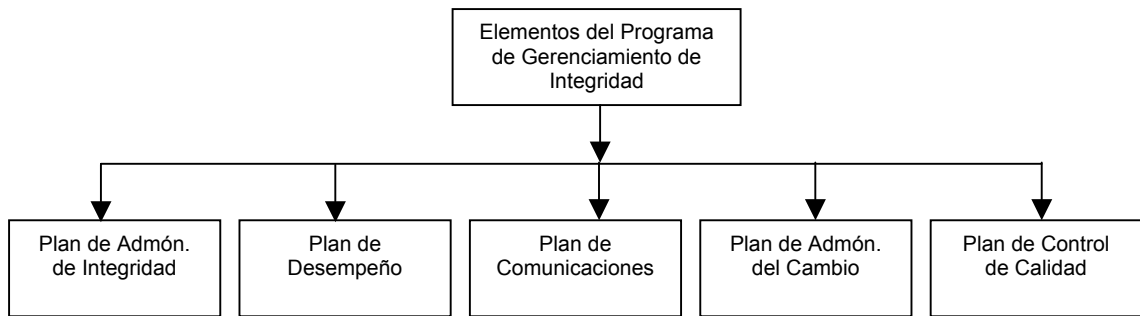 Elementos del Programa
de Gerenciamiento de
Integridad
Plan de Admón.
de Integridad
Plan de
Desempeño
Plan de
Comunicaciones
Plan de Admón.
del Cambio
Plan de Control
de Calidad